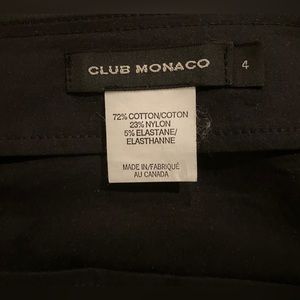 CLUB MONACO
4
72% COTTON/COTON
23% NYLON
5% ELASTANE/
ELASTHANNE
MADE IN/FABRIQUÉ
AU CANADA